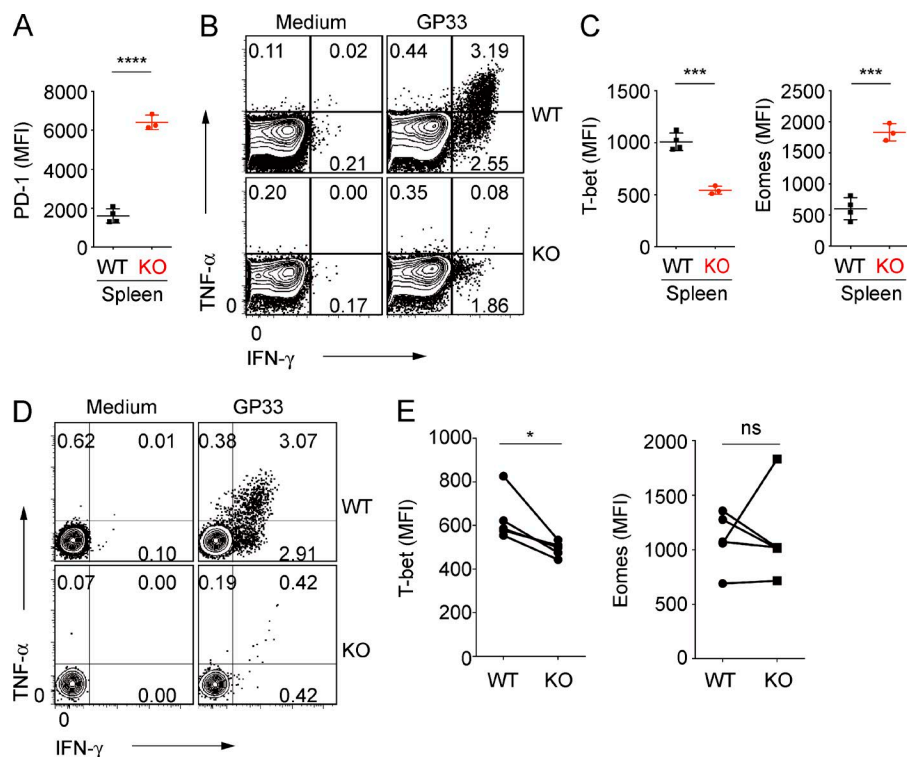 A
****
8000
6000
4000
2000
0
PD-1 (MFI)
WT KO
Spleen
B
Medium GP33
0.11 0.02 0.44 3.19
WT
0.21 2.55
0.20 0.00 0.35 0.08
KO
0.17 1.86
TNF-α
0
0
IFN-γ
C
***
1500
1000
500
0
T-bet (MFI)
WT KO
Spleen
***
2500
2000
1500
1000
500
0
Eomes (MFI)
WT KO
Spleen
D
Medium GP33
0.62 0.01 0.38 3.07
WT
0.10 2.91
0.07 0.00 0.19 0.42
KO
0.00 0.42
TNF-α
0
0
IFN-γ
E
*
1000
800
600
400
200
0
T-bet (MFI)
WT KO
ns
2000
1500
1000
500
0
Eomes (MFI)
WT KO